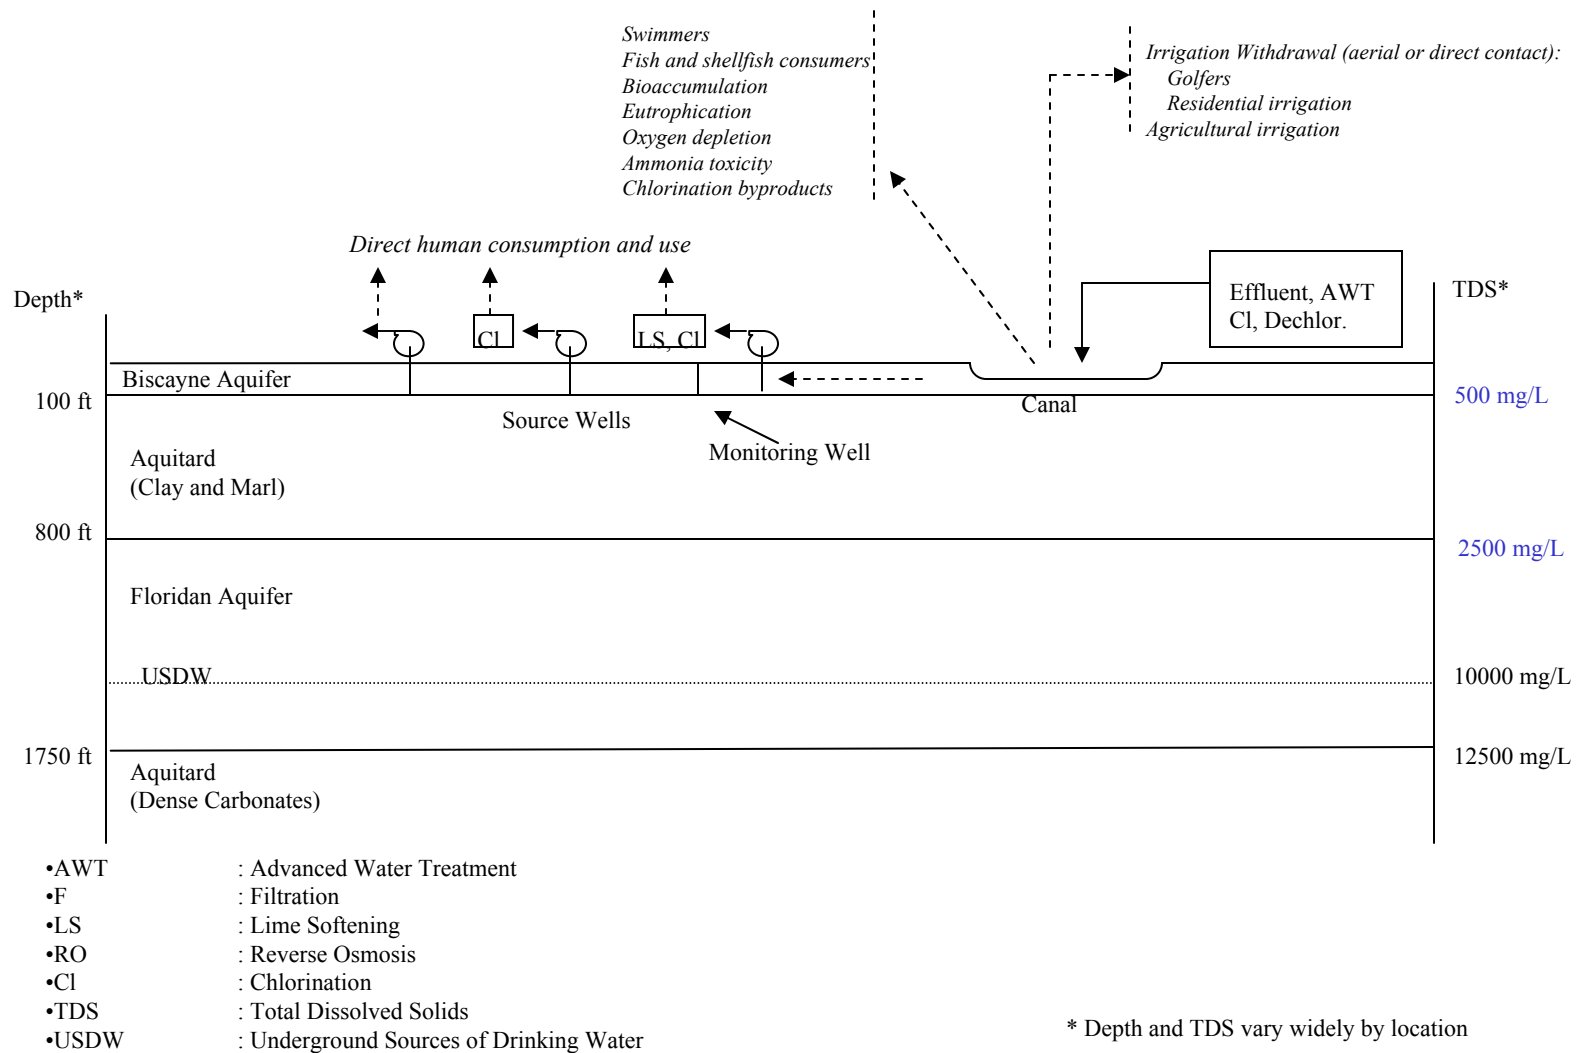 Swimmers
Fish and shellfish consumers
Bioaccumulation
Eutrophication
Oxygen depletion
Ammonia toxicity
Chlorination byproducts
Irrigation Withdrawal (aerial or direct contact):
Golfers
Residential irrigation
Agricultural irrigation
Direct human consumption and use
Depth*
Effluent, AWT
Cl, Dechlor.
TDS*
Cl
LS, Cl
Biscayne Aquifer
100 ft
Source Wells
Monitoring Well
Canal
500 mg/L
Aquitard
(Clay and Marl)
800 ft
2500 mg/L
Floridan Aquifer
USDW
10000 mg/L
1750 ft
12500 mg/L
Aquitard
(Dense Carbonates)
•AWT : Advanced Water Treatment
•F : Filtration
•LS : Lime Softening
•RO : Reverse Osmosis
•Cl : Chlorination
•TDS : Total Dissolved Solids
•USDW : Underground Sources of Drinking Water
* Depth and TDS vary widely by location